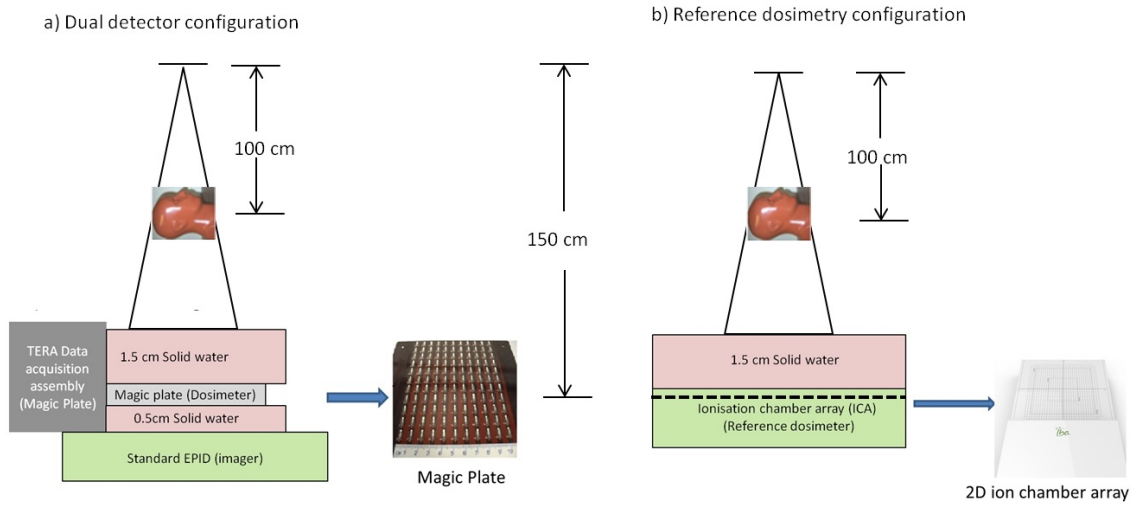 a) Dual detector configuration
b) Reference dosimetry configuration
100 cm
150 cm
100 cm
TERA Data
acquisition
assembly
(Magic Plate)
1.5 cm Solid water
Magic plate (Dosimeter)
0.5cm Solid water
Standard EPID (imager)
Magic Plate
1.5 cm Solid water
Ionisation chamber array (ICA)
(Reference dosimeter)
iba
2D ion chamber array